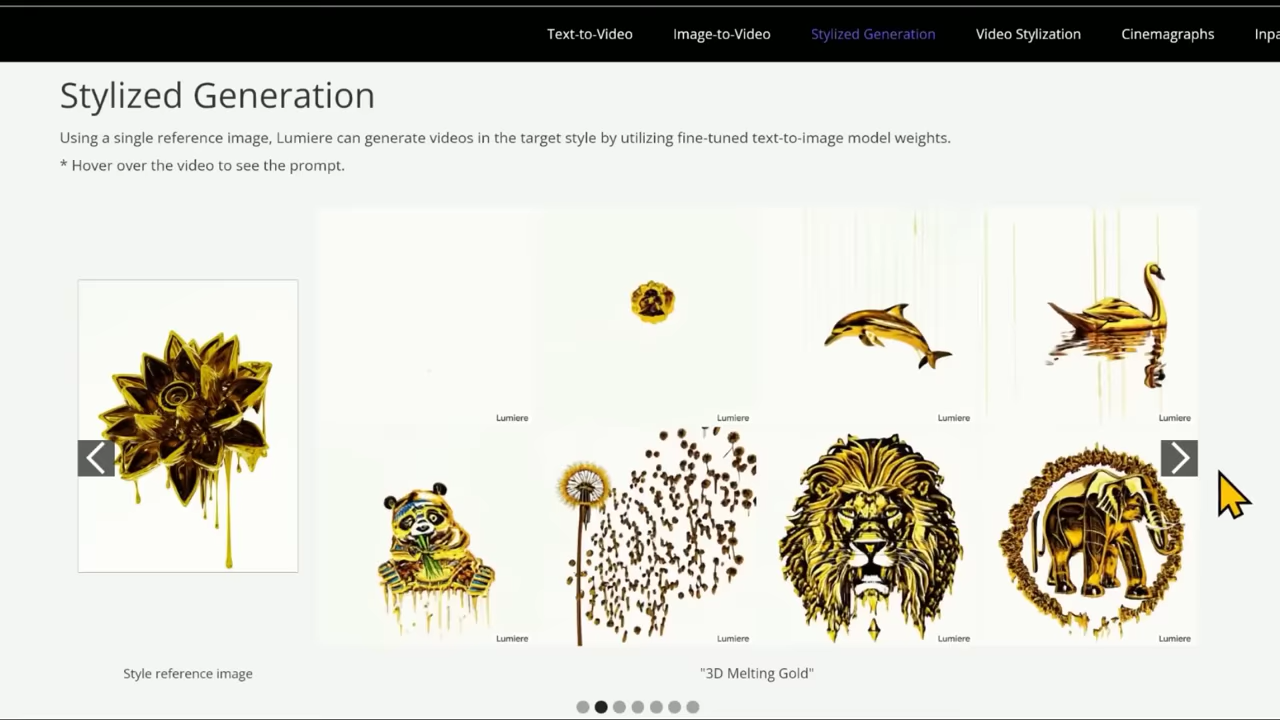 Text-to-Video Image-to-Video Stylized Generation Video Stylization Cinemagraphs Inpa
Stylized Generation
Using a single reference image, Lumiere can generate videos in the target style by utilizing fine-tuned text-to-image model weights.
* Hover over the video to see the prompt.
Lumiere Lumiere Lumiere Lumiere
Lumiere Lumiere Lumiere Lumiere
Style reference image "3D Melting Gold"